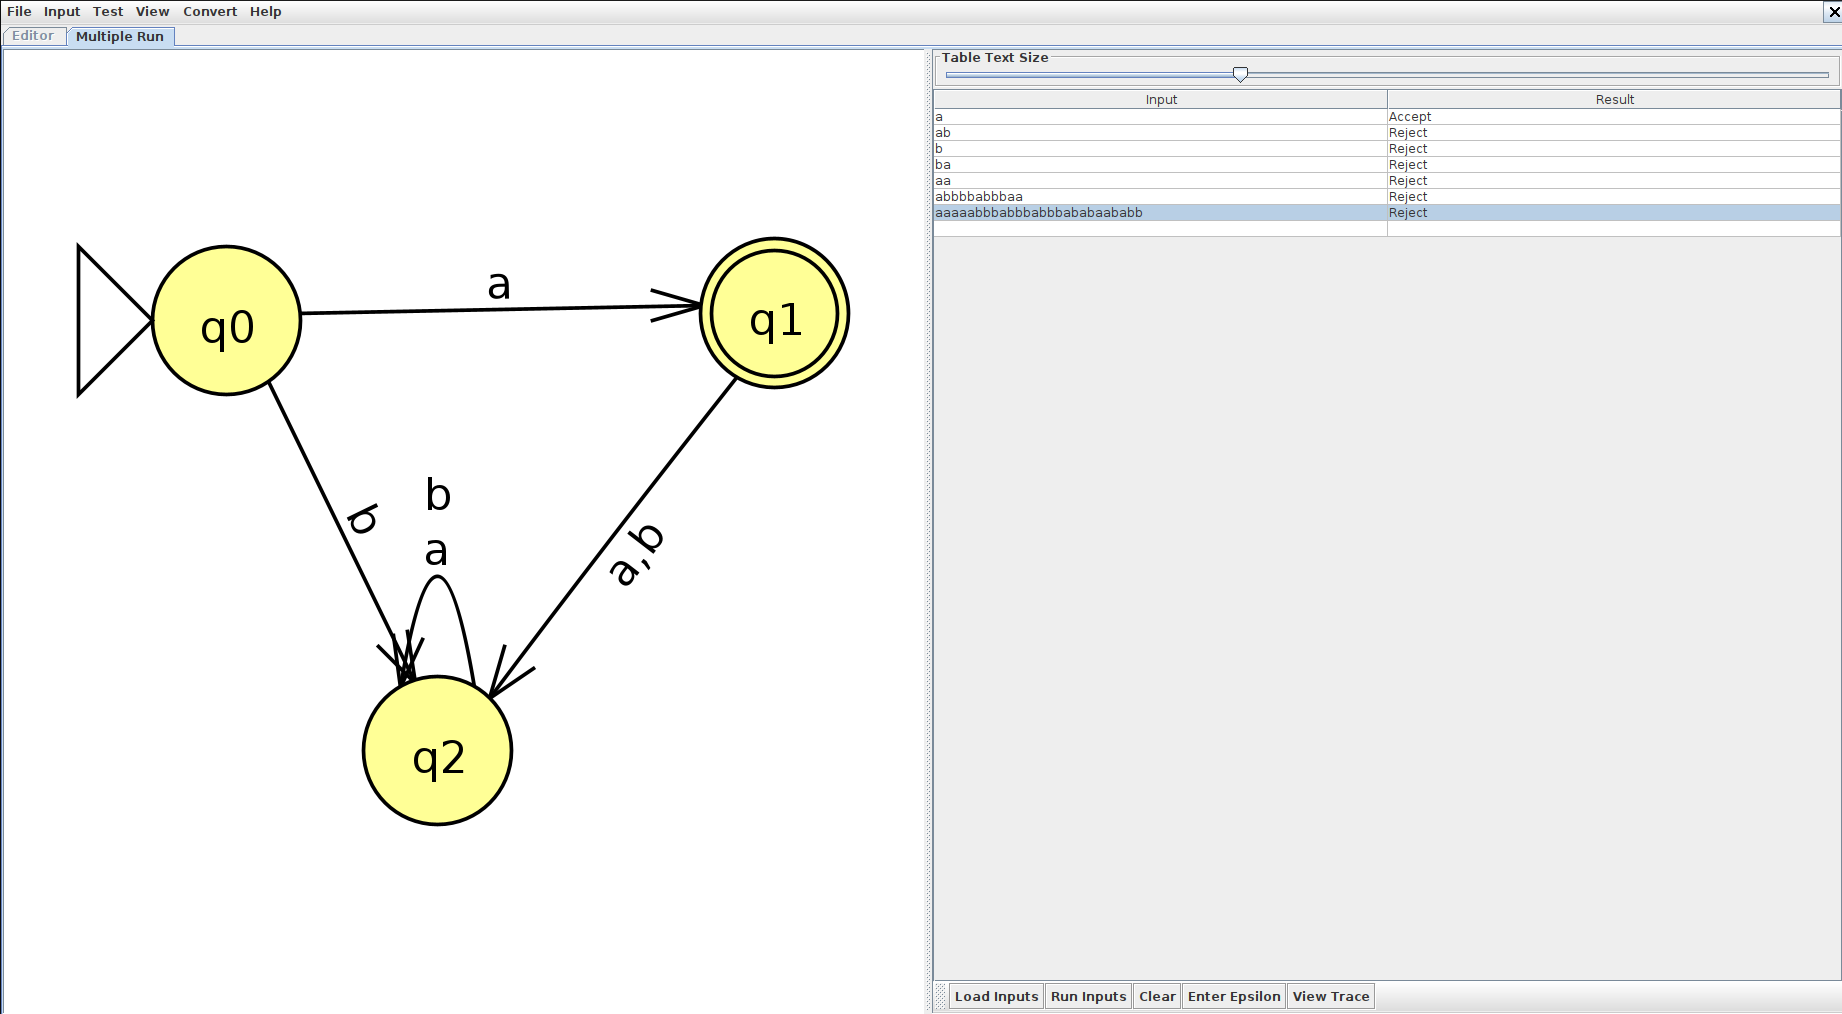 File Input Test View Convert Help
Editor Multiple Run
Table Text Size
Input Result
a Accept
ab Reject
b Reject
ba Reject
aa Reject
abbbbabbbaa Reject
aaaaabbbabbbabbbababaababb Reject
q0
a
q1
b
b
a
a,b
q2
Load Inputs Run Inputs Clear Enter Epsilon View Trace